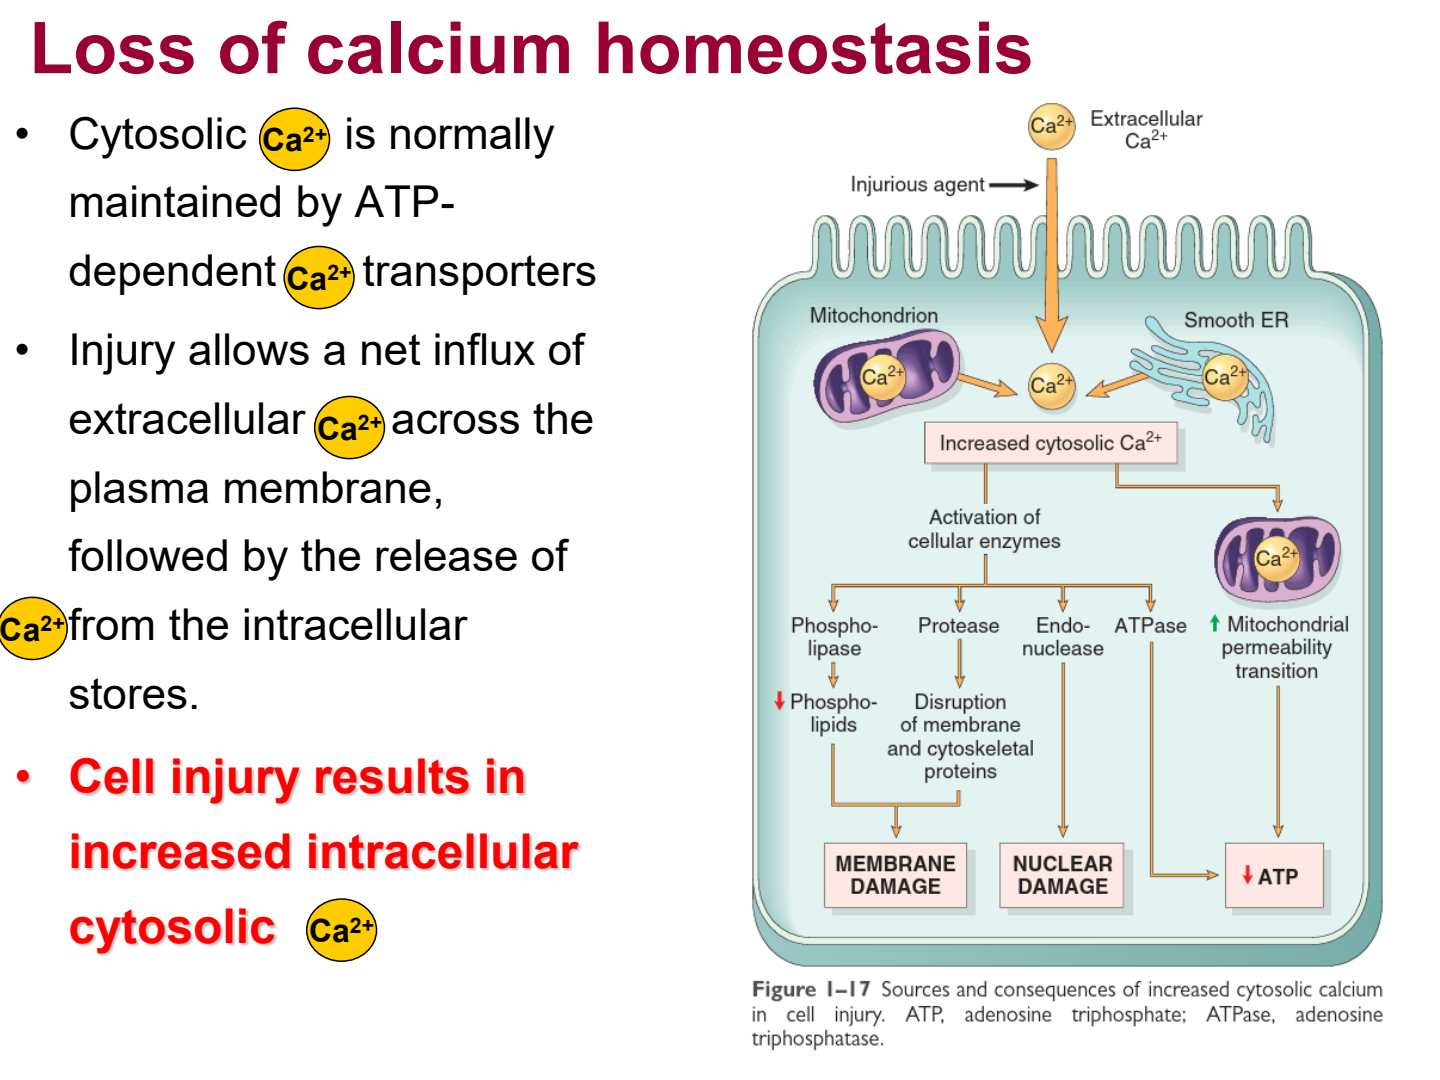 Loss of calcium homeostasis
• Cytosolic Ca2+ is normally
maintained by ATP-
dependent Ca2+ transporters
• Injury allows a net influx of
extracellular Ca2+ across the
plasma membrane,
followed by the release of
Ca2+ from the intracellular
stores.
• Cell injury results in
increased intracellular
cytosolic Ca2+
Ca2+
Extracellular
Ca2+
Injurious agent
Mitochondrion
Smooth ER
Ca2+
Ca2+
Ca2+
Increased cytosolic Ca2+
Activation of
cellular enzymes
Ca2+
Phospho-
lipase
Protease
Endo-
nuclease
ATPase
Mitochondrial
permeability
transition
Phospho-
lipids
Disruption
of membrane
and cytoskeletal
proteins
MEMBRANE
DAMAGE
NUCLEAR
DAMAGE
ATP
Figure 1–17 Sources and consequences of increased cytosolic calcium
in cell injury. ATP, adenosine triphosphate; ATPase, adenosine
triphosphatase.